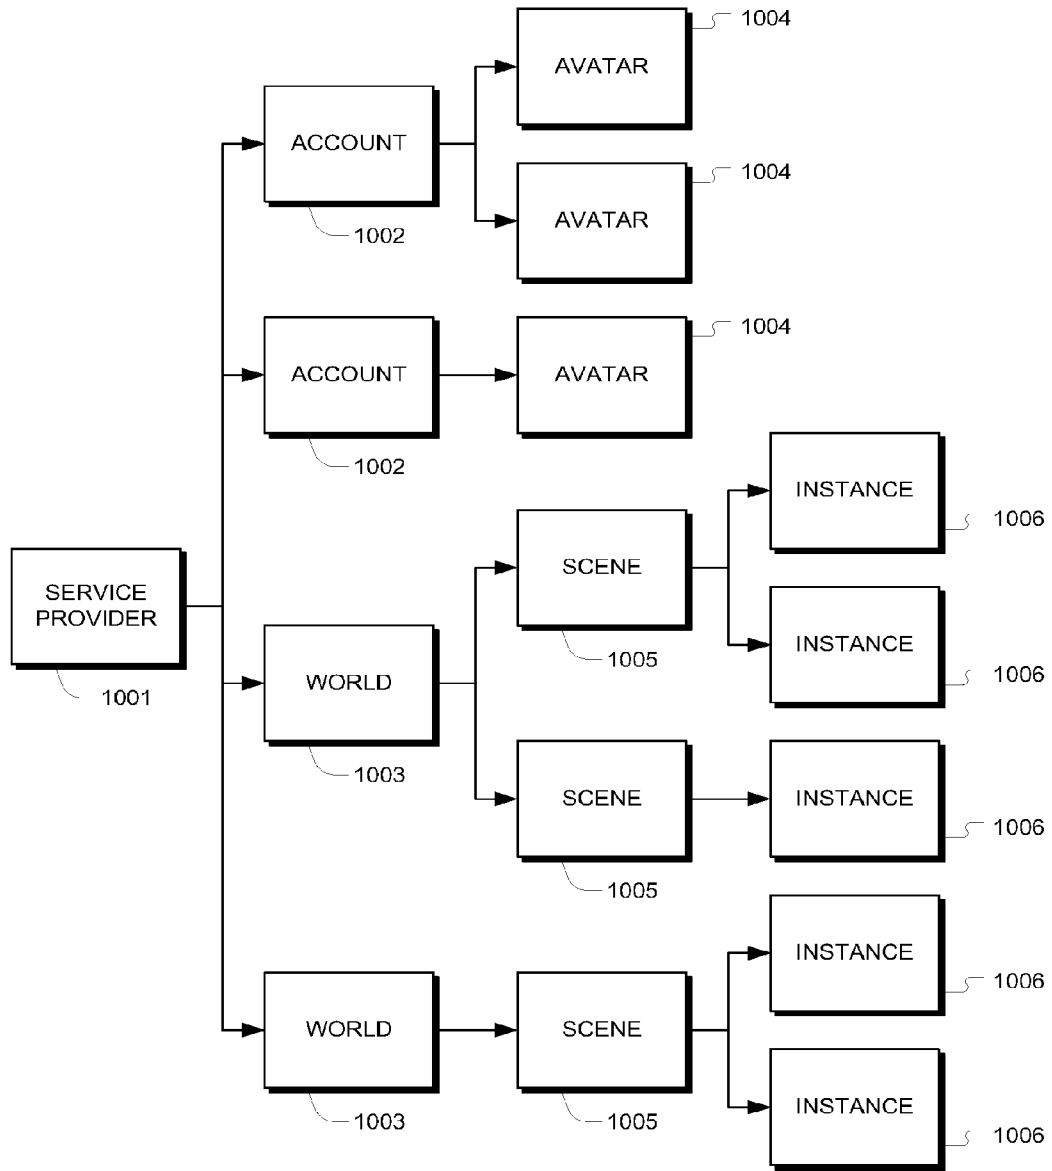 1004
AVATAR
ACCOUNT
1004
AVATAR
1002
1004
ACCOUNT
AVATAR
1002
INSTANCE
1006
SCENE
SERVICE
PROVIDER
INSTANCE
1005
1006
WORLD
1001
1003
SCENE
INSTANCE
1006
1005
INSTANCE
1006
WORLD
SCENE
INSTANCE
1003
1005
1006